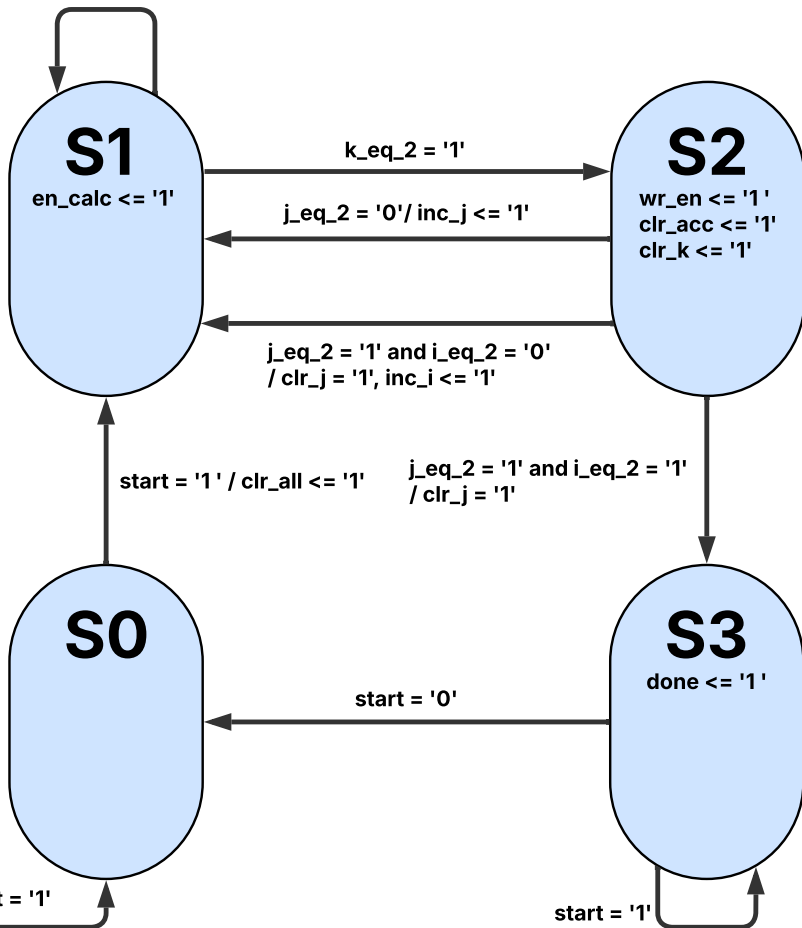 S1
en_calc <= '1'
k_eq_2 = '1'
S2
wr_en <= '1 '
clr_acc <= '1'
clr_k <= '1'
j_eq_2 = '0'/ inc_j <= '1'
j_eq_2 = '1' and i_eq_2 = '0'
/ clr_j = '1', inc_i <= '1'
start = '1 ' / clr_all <= '1'
j_eq_2 = '1' and i_eq_2 = '1'
/ clr_j = '1'
S0
S3
done <= '1 '
start = '0'
= '1'
start = '1'